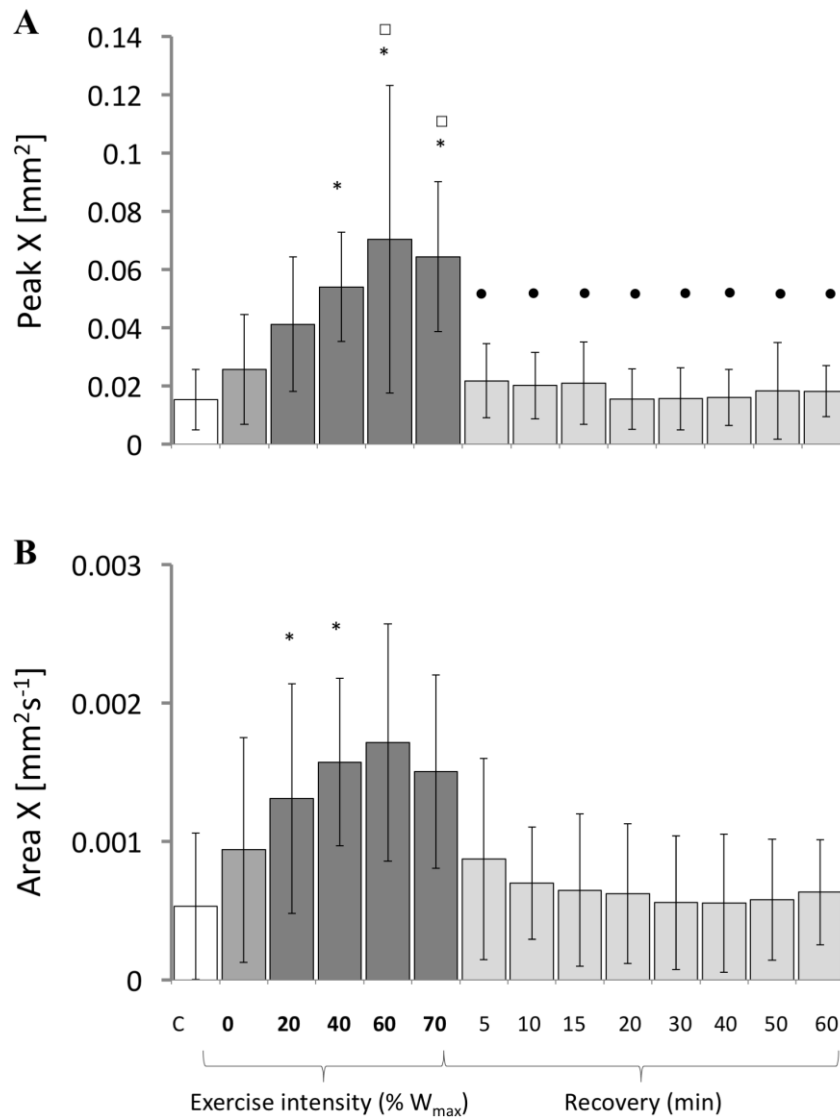 A
Peak X [mm²]
0.14
0.12
0.1
0.08
0.06
0.04
0.02
0
□
*
□
*
*
● ● ● ● ● ● ● ●
B
Area X [mm²s⁻¹]
0.003
0.002
0.001
0
* *
C 0 20 40 60 70 5 10 15 20 30 40 50 60
Exercise intensity (% Wmax) Recovery (min)